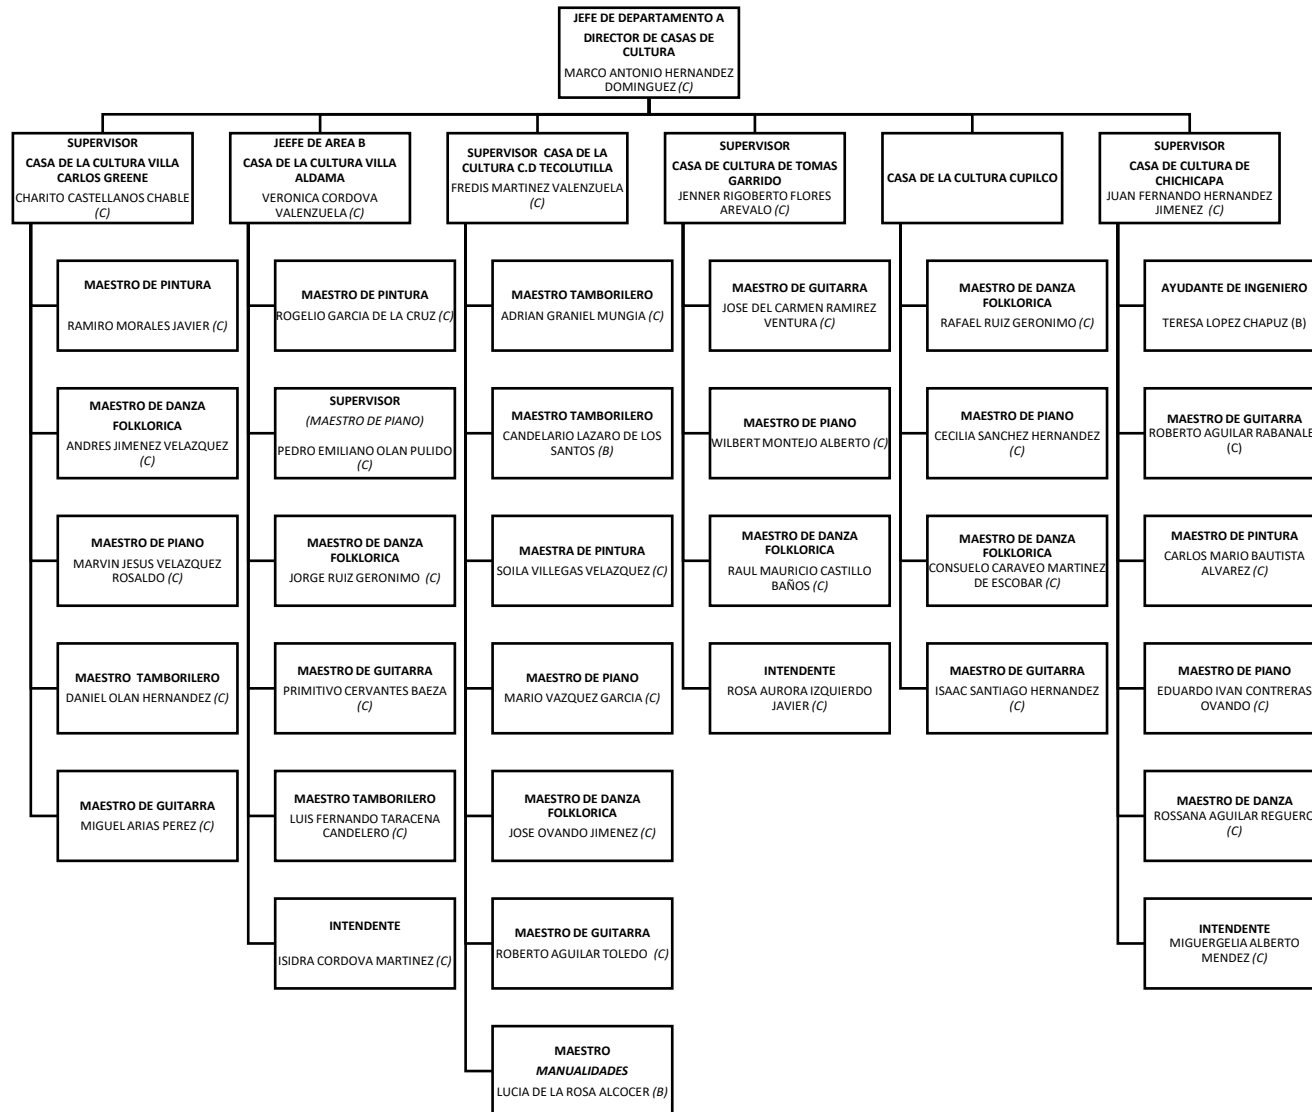 JEFE DE DEPARTAMENTO A
DIRECTOR DE CASAS DE
CULTURA
MARCO ANTONIO HERNANDEZ
DOMINGUEZ (C)
SUPERVISOR
CASA DE LA CULTURA VILLA
CARLOS GREENE
CHARITO CASTELLANOS CHABLE
(C)
MAESTRO DE PINTURA
RAMIRO MORALES JAVIER (C)
MAESTRO DE DANZA
FOLKLORICA
ANDRES JIMENEZ VELAZQUEZ
(C)
MAESTRO DE PIANO
MARVIN JESUS VELAZQUEZ
ROSALDO (C)
MAESTRO TAMBORILERO
DANIEL OLAN HERNANDEZ (C)
MAESTRO DE GUITARRA
MIGUEL ARIAS PEREZ (C)
JEEFE DE AREA B
CASA DE LA CULTURA VILLA
ALDAMA
VERONICA CORDOVA
VALENZUELA (C)
MAESTRO DE PINTURA
ROGELIO GARCIA DE LA CRUZ (C)
SUPERVISOR
(MAESTRO DE PIANO)
PEDRO EMILIANO OLAN PULIDO
(C)
MAESTRO DE DANZA
FOLKLORICA
JORGE RUIZ GERONIMO (C)
MAESTRO DE GUITARRA
PRIMITIVO CERVANTES BAEZA
(C)
MAESTRO TAMBORILERO
LUIS FERNANDO TARACENA
CANDELERO (C)
INTENDENTE
ISIDRA CORDOVA MARTINEZ (C)
SUPERVISOR CASA DE LA
CULTURA C.D TECOLUTILLA
FREDIS MARTINEZ VALENZUELA
(C)
MAESTRO TAMBORILERO
ADRIAN GRANIEL MUNGIA (C)
MAESTRO TAMBORILERO
CANDELARIO LAZARO DE LOS
SANTOS (B)
MAESTRA DE PINTURA
SOILA VILLEGAS VELAZQUEZ (C)
MAESTRO DE PIANO
MARIO VAZQUEZ GARCIA (C)
MAESTRO DE DANZA
FOLKLORICA
JOSE OVANDO JIMENEZ (C)
MAESTRO DE GUITARRA
ROBERTO AGUILAR TOLEDO (C)
MAESTRO
MANUALIDADES
LUCIA DE LA ROSA ALCOCER (B)
SUPERVISOR
CASA DE CULTURA DE TOMAS
GARRIDO
JENNER RIGOBERTO FLORES
AREVALO (C)
MAESTRO DE GUITARRA
JOSE DEL CARMEN RAMIREZ
VENTURA (C)
MAESTRO DE PIANO
WILBERT MONTEJO ALBERTO (C)
MAESTRO DE DANZA
FOLKLORICA
RAUL MAURICIO CASTILLO
BAÑOS (C)
INTENDENTE
ROSA AURORA IZQUIERDO
JAVIER (C)
CASA DE LA CULTURA CUPILCO
MAESTRO DE DANZA
FOLKLORICA
RAFAEL RUIZ GERONIMO (C)
MAESTRO DE PIANO
CECILIA SANCHEZ HERNANDEZ
(C)
MAESTRO DE DANZA
FOLKLORICA
CONSUELO CARAVEO MARTINEZ
DE ESCOBAR (C)
MAESTRO DE GUITARRA
ISAAC SANTIAGO HERNANDEZ
(C)
SUPERVISOR
CASA DE CULTURA DE
CHICHICAPA
JUAN FERNANDO HERNANDEZ
JIMENEZ (C)
AYUDANTE DE INGENIERO
TERESA LOPEZ CHAPUZ (B)
MAESTRO DE GUITARRA
ROBERTO AGUILAR RABANALE
(C)
MAESTRO DE PINTURA
CARLOS MARIO BAUTISTA
ALVAREZ (C)
MAESTRO DE PIANO
EDUARDO IVAN CONTRERAS
OVANDO (C)
MAESTRO DE DANZA
ROSSANA AGUILAR REGUERO
(C)
INTENDENTE
MIGUERGELIA ALBERTO
MENDEZ (C)